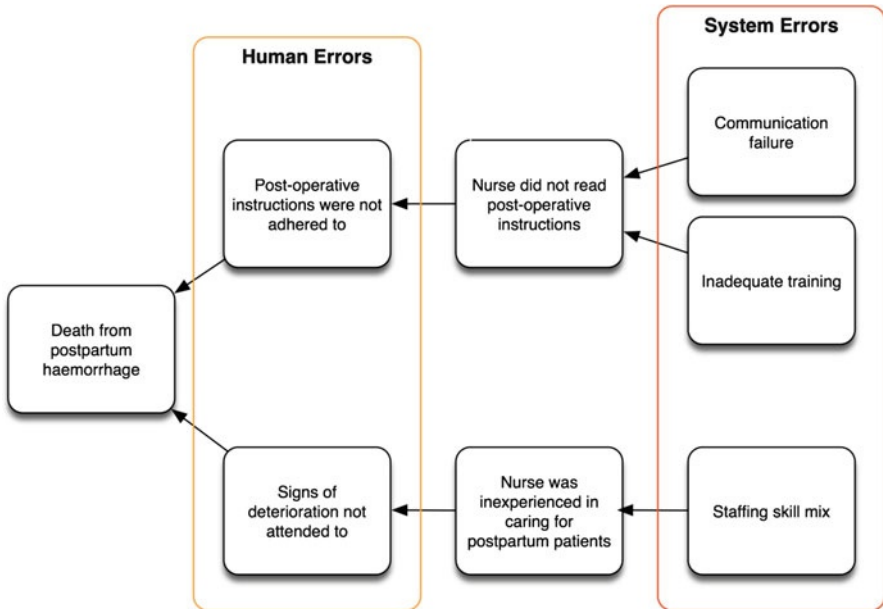 System Errors
Human Errors
Communication
failure
Post-operative
instructions were not
adhered to
Nurse did not read
post-operative
instructions
Inadequate training
Death from
postpartum
haemorrhage
Signs of
deterioration not
attended to
Nurse was
inexperienced in
caring for
postpartum patients
Staffing skill mix